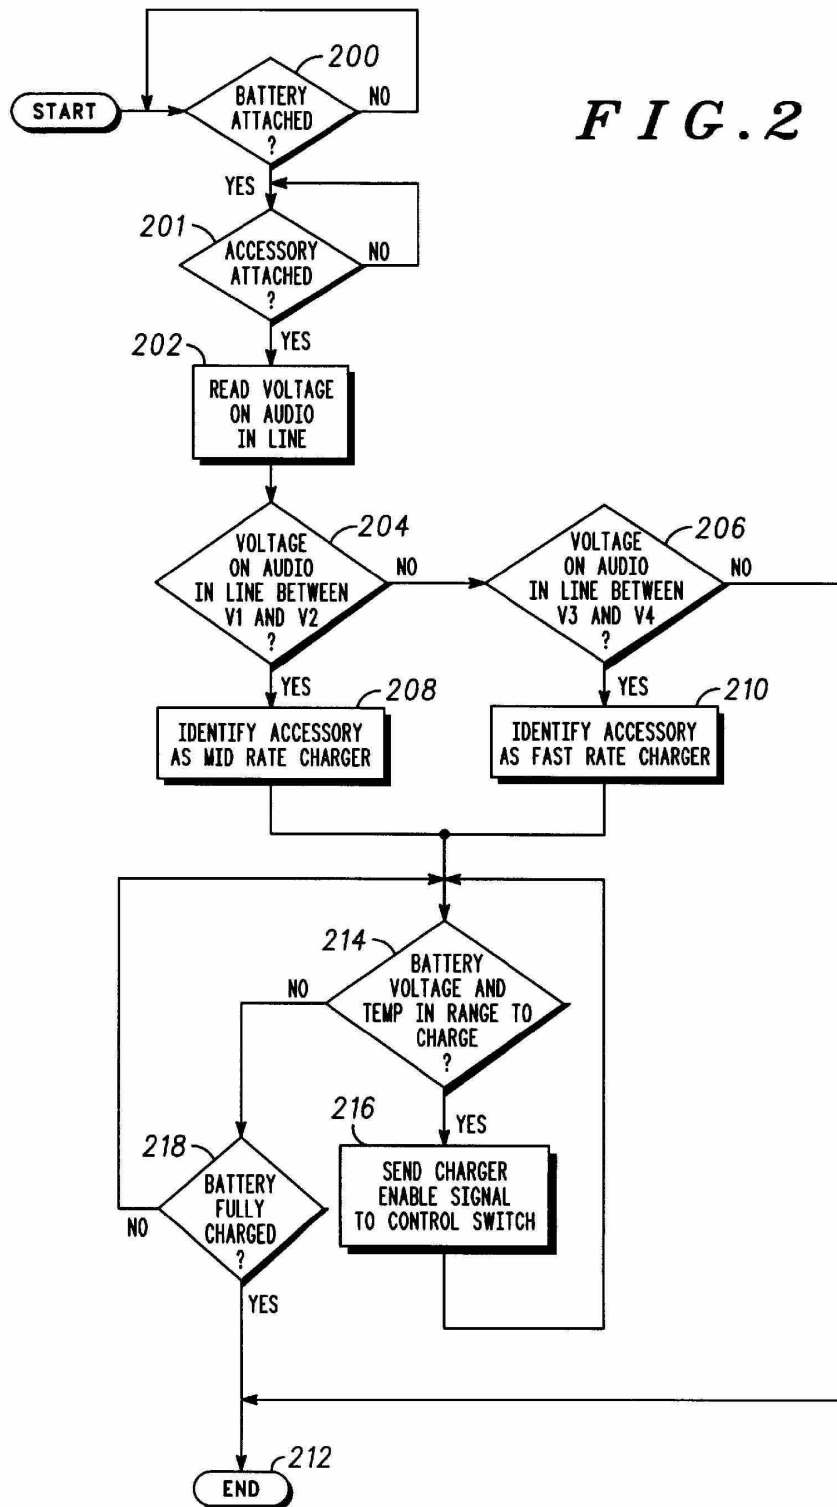 200
START
BATTERY
ATTACHED
?
NO
FIG.2
YES
201
ACCESSORY
ATTACHED
?
NO
YES
202
READ VOLTAGE
ON AUDIO
IN LINE
204
VOLTAGE
ON AUDIO
IN LINE BETWEEN
V1 AND V2
?
NO
206
VOLTAGE
ON AUDIO
IN LINE BETWEEN
V3 AND V4
?
NO
YES
208
IDENTIFY ACCESSORY
AS MID RATE CHARGER
YES
210
IDENTIFY ACCESSORY
AS FAST RATE CHARGER
214
BATTERY
VOLTAGE AND
TEMP IN RANGE TO
CHARGE
?
NO
YES
216
SEND CHARGER
ENABLE SIGNAL
TO CONTROL SWITCH
218
BATTERY
FULLY
CHARGED
?
NO
YES
212
END